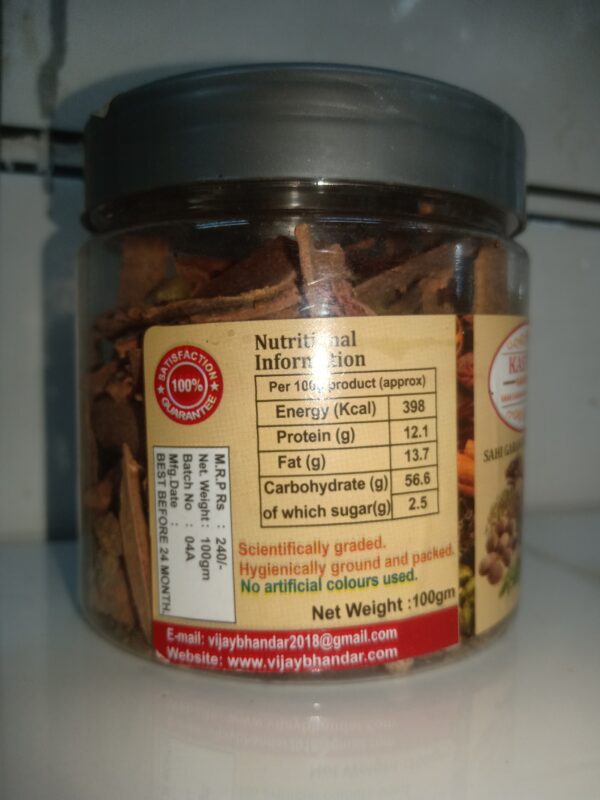 SATISFACTION
100%
GUARANTEE
Nutritional
Information
Per 100g product (approx)
Energy (Kcal) 398
Protein (g) 12.1
Fat (g) 13.7
Carbohydrate (g) 56.6
of which sugar(g) 2.5
M.R.P Rs : 240/-
Net. Weight : 100gm
Batch No : 04A
Mfg.Date :
BEST BEFORE 24 MONTH.
Scientifically graded.
Hygienically ground and packed.
No artificial colours used.
Net Weight :100gm
E-mail: vijaybhandar2018@gmail.com
Website: www.vijaybhandar.com
SAHI